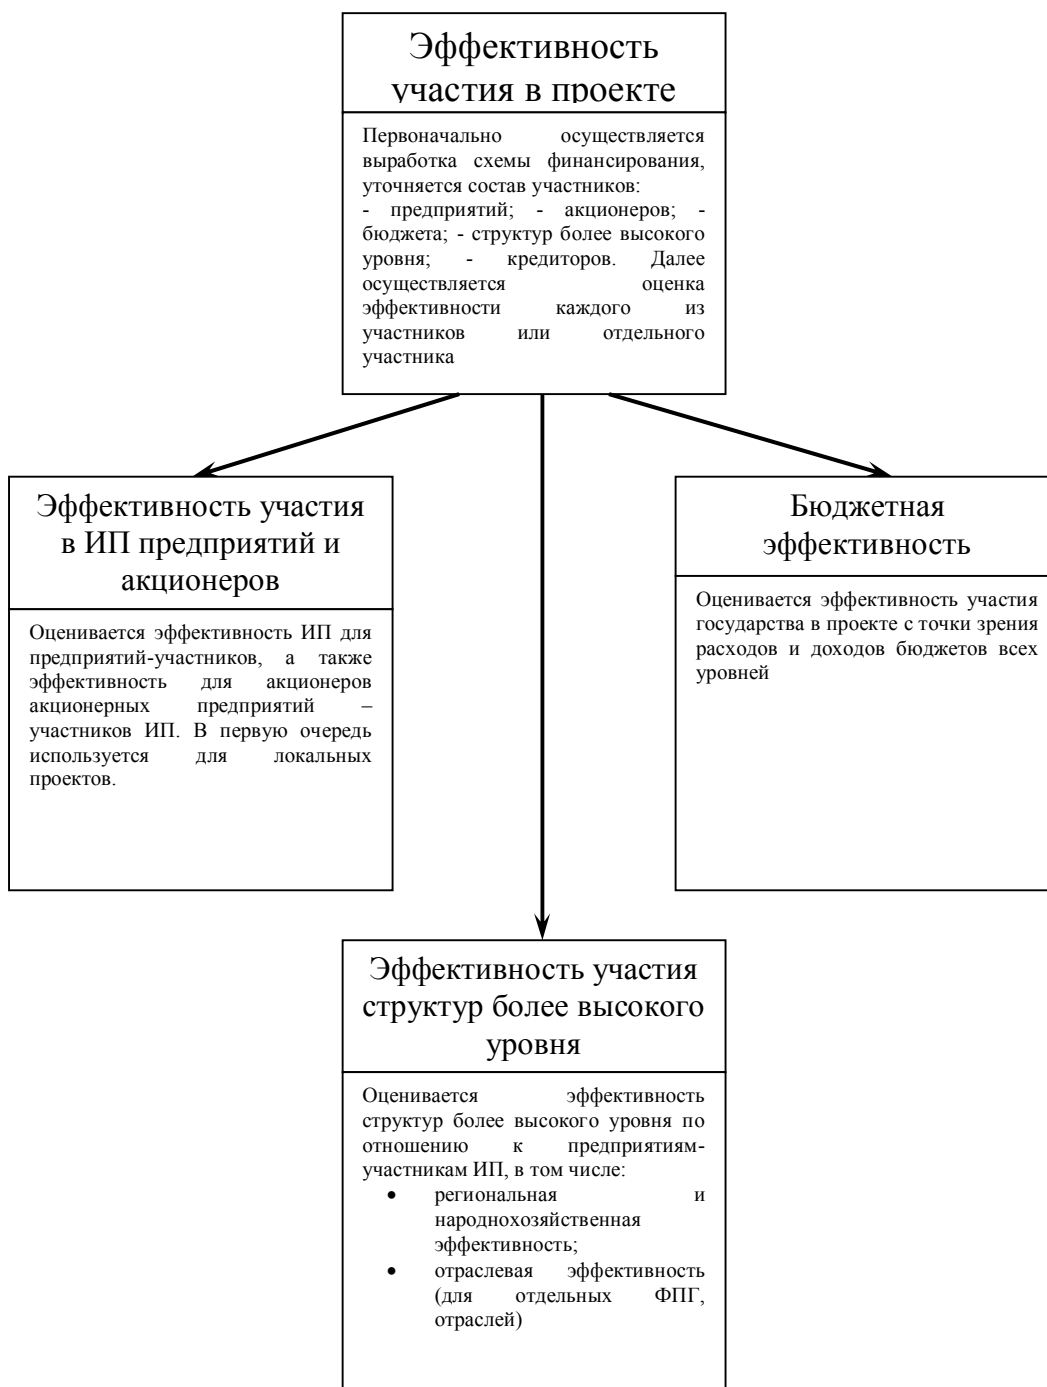 Эффективность
участия в проекте
Первоначально осуществляется
выработка схемы финансирования,
уточняется состав участников:
- предприятий; - акционеров; -
бюджета; - структур более высокого
уровня; - кредиторов. Далее
осуществляется оценка
эффективности каждого из
участников или отдельного
участника
Эффективность участия
в ИП предприятий и
акционеров
Оценивается эффективность ИП для
предприятий-участников, а также
эффективность для акционеров
акционерных предприятий –
участников ИП. В первую очередь
используется для локальных
проектов.
Бюджетная
эффективность
Оценивается эффективность участия
государства в проекте с точки зрения
расходов и доходов бюджетов всех
уровней
Эффективность участия
структур более высокого
уровня
Оценивается эффективность
структур более высокого уровня по
отношению к предприятиям-
участникам ИП, в том числе:
• региональная и
народнохозяйственная
эффективность;
• отраслевая эффективность
(для отдельных ФПГ,
отраслей)